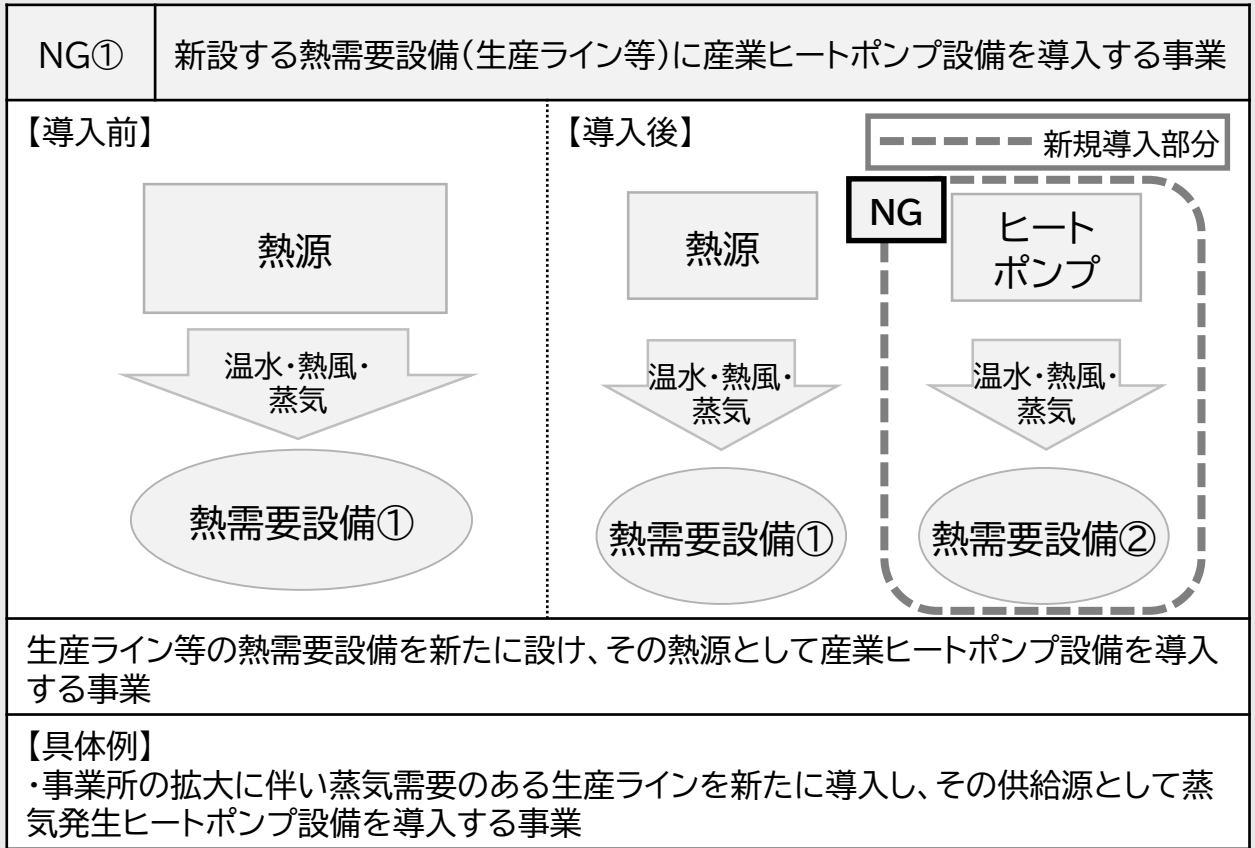 NG① 新設する熱需要設備(生産ライン等)に産業ヒートポンプ設備を導入する事業
【導入前】
熱源
温水・熱風・
蒸気
熱需要設備①
【導入後】
新規導入部分
熱源
温水・熱風・
蒸気
熱需要設備①
NG
ヒート
ポンプ
温水・熱風・
蒸気
熱需要設備②
生産ライン等の熱需要設備を新たに設け、その熱源として産業ヒートポンプ設備を導入
する事業
【具体例】
・事業所の拡大に伴い蒸気需要のある生産ラインを新たに導入し、その供給源として蒸
気発生ヒートポンプ設備を導入する事業